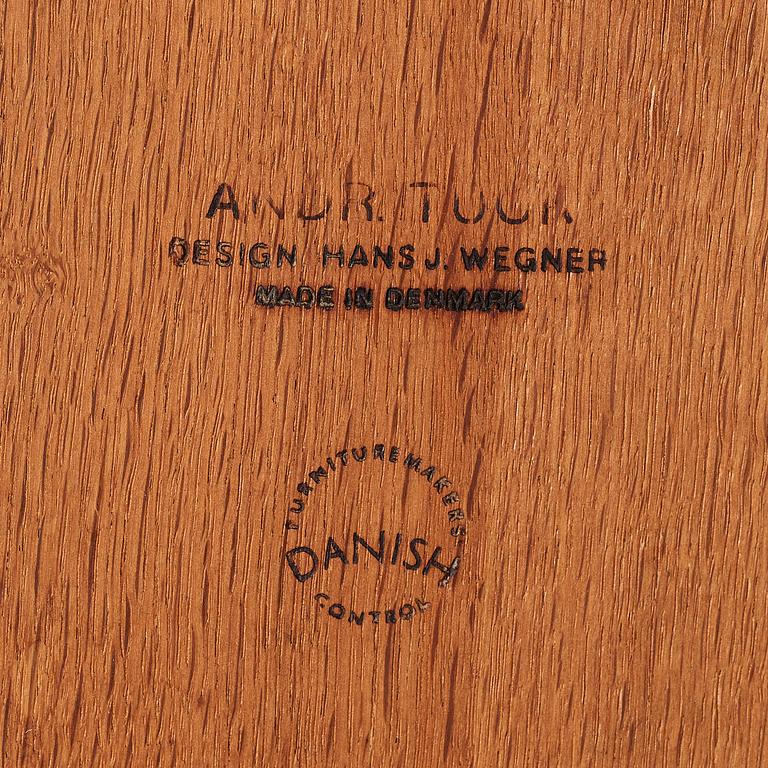 ANDR. TUCK
DESIGN HANS J. WEGNER
MADE IN DENMARK
FURNITUREMAKERS
DANISH
CONTROL